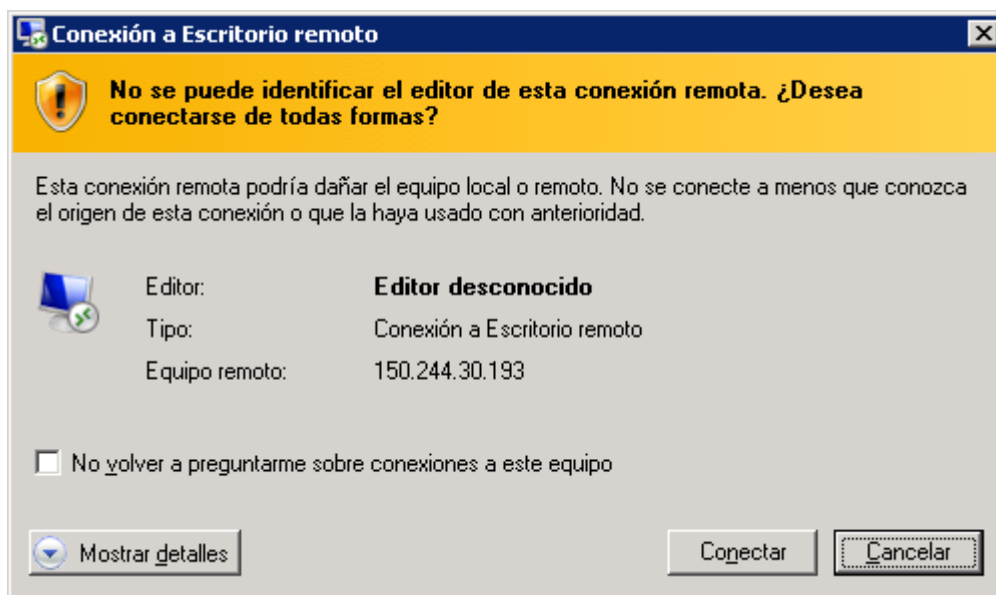 Conexión a Escritorio remoto
No se puede identificar el editor de esta conexión remota. ¿Desea
conectarse de todas formas?
Esta conexión remota podría dañar el equipo local o remoto. No se conecte a menos que conozca
el origen de esta conexión o que la haya usado con anterioridad.
Editor: Editor desconocido
Tipo: Conexión a Escritorio remoto
Equipo remoto: 150.244.30.193
No volver a preguntarme sobre conexiones a este equipo
Mostrar detalles Conectar Cancelar